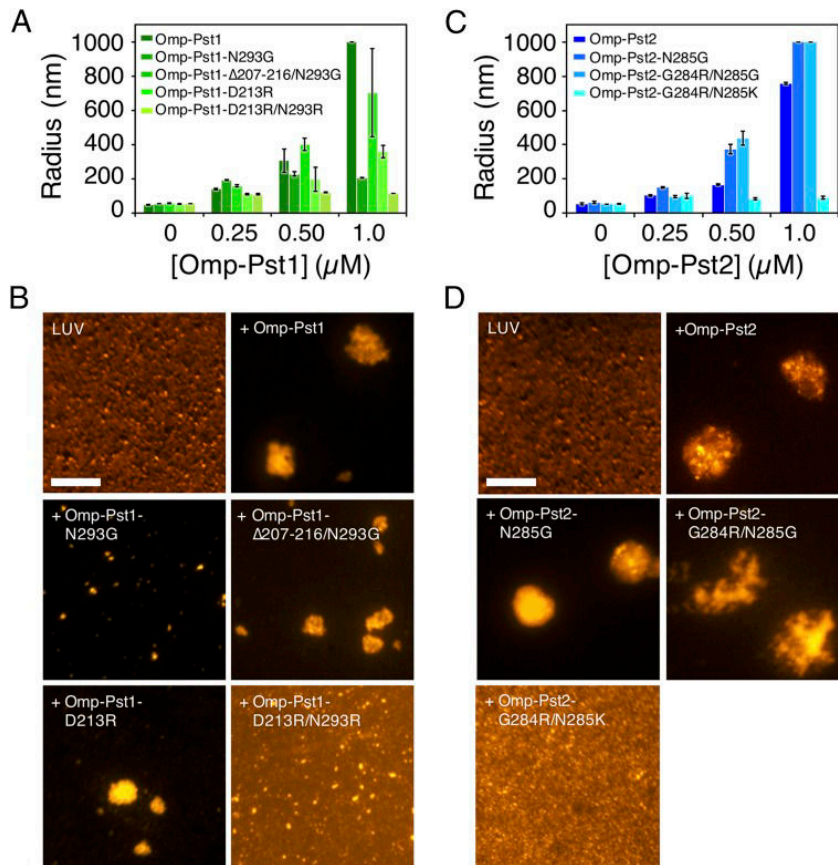 A
Radius (nm)
1000
800
600
400
200
0
Omp-Pst1
Omp-Pst1-N293G
Omp-Pst1-Δ207-216/N293G
Omp-Pst1-D213R
Omp-Pst1-D213R/N293R
0 0.25 0.50 1.0
[Omp-Pst1] (µM)
B
LUV
+ Omp-Pst1
+ Omp-Pst1-
N293G
+ Omp-Pst1-
Δ207-216/N293G
+ Omp-Pst1-
D213R
+ Omp-Pst1-
D213R/N293R
C
Radius (nm)
1000
800
600
400
200
0
Omp-Pst2
Omp-Pst2-N285G
Omp-Pst2-G284R/N285G
Omp-Pst2-G284R/N285K
0 0.25 0.50 1.0
[Omp-Pst2] (µM)
D
LUV
+Omp-Pst2
+ Omp-Pst2-
N285G
+ Omp-Pst2-
G284R/N285G
+ Omp-Pst2-
G284R/N285K